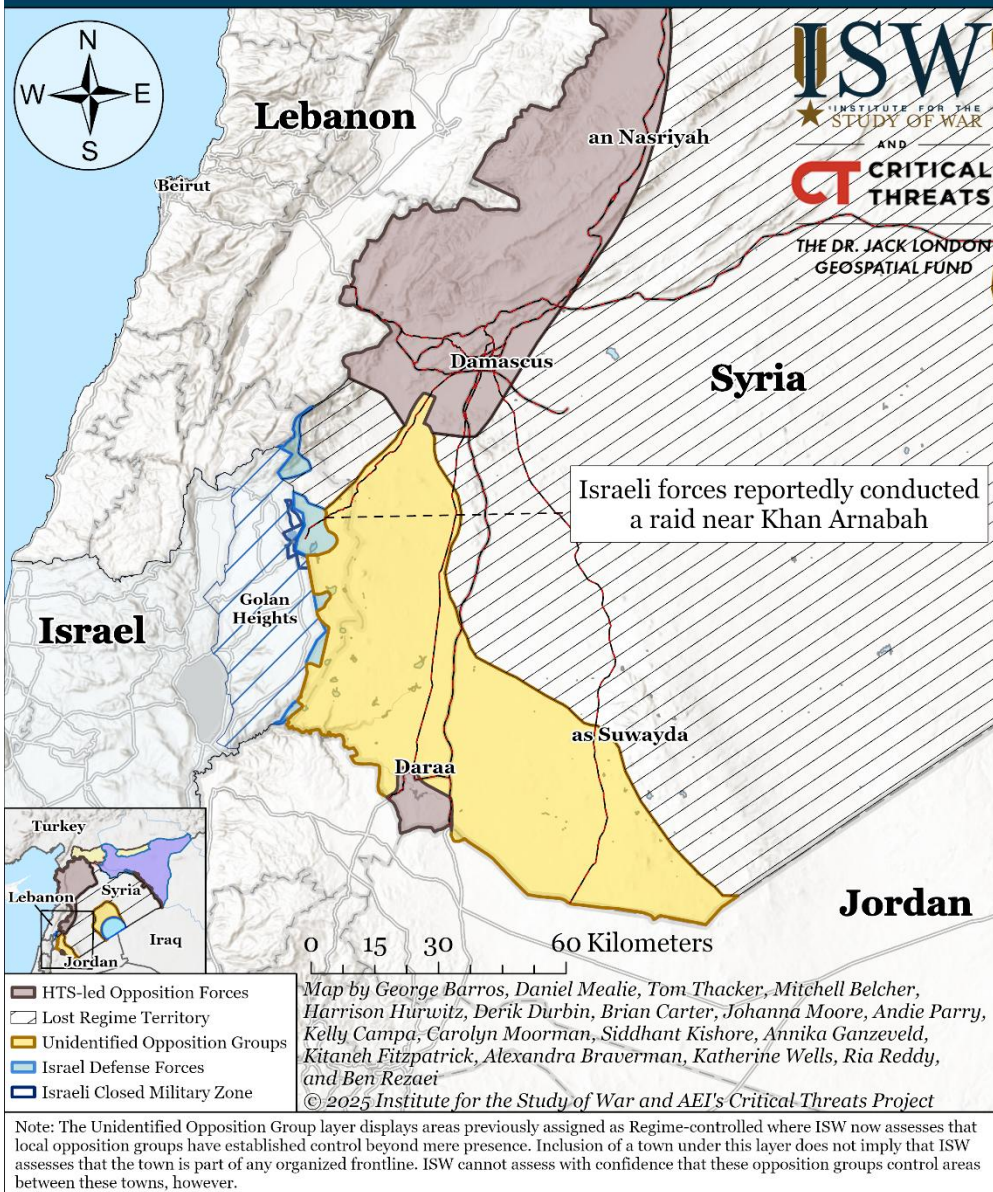 N
W E
S
ISW
INSTITUTE FOR THE
STUDY OF WAR
AND
CT CRITICAL
THREATS
THE DR. JACK LONDON
GEOSPATIAL FUND
Lebanon
an Nasriyah
Beirut
Damascus
Syria
Israeli forces reportedly conducted
a raid near Khan Arnabah
Golan
Heights
Israel
as Suwayda
Daraa
Jordan
Turkey
Lebanon
Syria
Iraq
Jordan
0 15 30 60 Kilometers
HTS-led Opposition Forces
Lost Regime Territory
Unidentified Opposition Groups
Israel Defense Forces
Israeli Closed Military Zone
Map by George Barros, Daniel Mealie, Tom Thacker, Mitchell Belcher,
Harrison Hurwitz, Derik Durbin, Brian Carter, Johanna Moore, Andie Parry,
Kelly Campa, Carolyn Moorman, Siddhant Kishore, Annika Ganzeveld,
Kitaneh Fitzpatrick, Alexandra Braverman, Katherine Wells, Ria Reddy,
and Ben Rezaei
© 2025 Institute for the Study of War and AEI's Critical Threats Project
Note: The Unidentified Opposition Group layer displays areas previously assigned as Regime-controlled where ISW now assesses that
local opposition groups have established control beyond mere presence. Inclusion of a town under this layer does not imply that ISW
assesses that the town is part of any organized frontline. ISW cannot assess with confidence that these opposition groups control areas
between these towns, however.